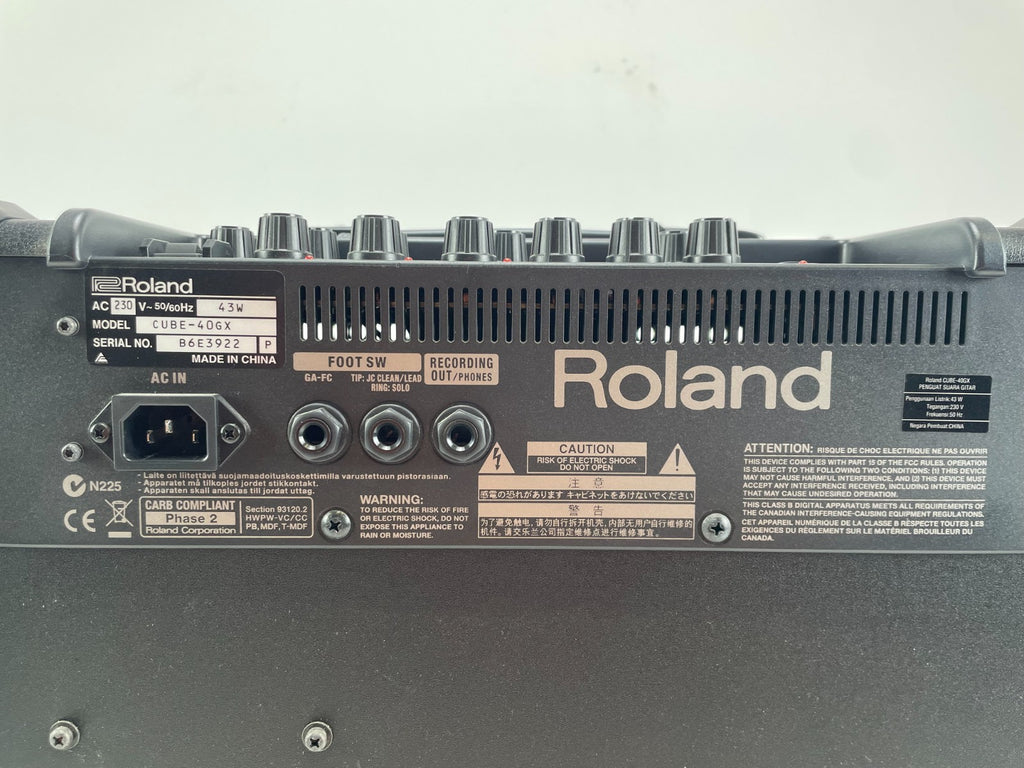 Roland
AC 230 V~ 50/60Hz 43W
MODEL CUBE-40GX
SERIAL NO. B6E3922 P
MADE IN CHINA
AC IN
FOOT SW
GA-FC
TIP: JC CLEAN/LEAD
RING: SOLO
RECORDING
OUT/PHONES
Roland
Roland CUBE-40GX
PENGUAT SUARA GITAR
Penggunaan Listrik: 43 W
Tegangan: 230 V
Frekuensi: 50 Hz
Negara Pembuat: CHINA
- Laite on liitettävä suojamaadoituskoskettimilla varustettuun pistorasiaan.
- Apparatet må tilkoples jordet stikkontakt.
- Apparaten skall anslutas till jordat uttag.
N225
CE
CARB COMPLIANT
Phase 2
Roland Corporation
Section 93120.2
HWPW-VC/CC
PB,MDF,T-MDF
WARNING:
TO REDUCE THE RISK OF FIRE
OR ELECTRIC SHOCK, DO NOT
EXPOSE THIS APPLIANCE TO
RAIN OR MOISTURE.
CAUTION
RISK OF ELECTRIC SHOCK
DO NOT OPEN
注 意
感電の恐れがあります キャビネットをあけないでください
警 告
为了避免触电,请勿自行拆开机壳,内部无用户自行维修的
机件。请交乐兰公司指定维修点进行维修事宜。
ATTENTION: RISQUE DE CHOC ELECTRIQUE NE PAS OUVRIR
THIS DEVICE COMPLIES WITH PART 15 OF THE FCC RULES. OPERATION
IS SUBJECT TO THE FOLLOWING TWO CONDITIONS: (1) THIS DEVICE
MAY NOT CAUSE HARMFUL INTERFERENCE, AND (2) THIS DEVICE MUST
ACCEPT ANY INTERFERENCE RECEIVED, INCLUDING INTERFERENCE
THAT MAY CAUSE UNDESIRED OPERATION.
THIS CLASS B DIGITAL APPARATUS MEETS ALL REQUIREMENTS OF
THE CANADIAN INTERFERENCE-CAUSING EQUIPMENT REGULATIONS.
CET APPAREIL NUMÉRIQUE DE LA CLASSE B RESPECTE TOUTES LES
EXIGENCES DU RÈGLEMENT SUR LE MATÉRIEL BROUILLEUR DU
CANADA.